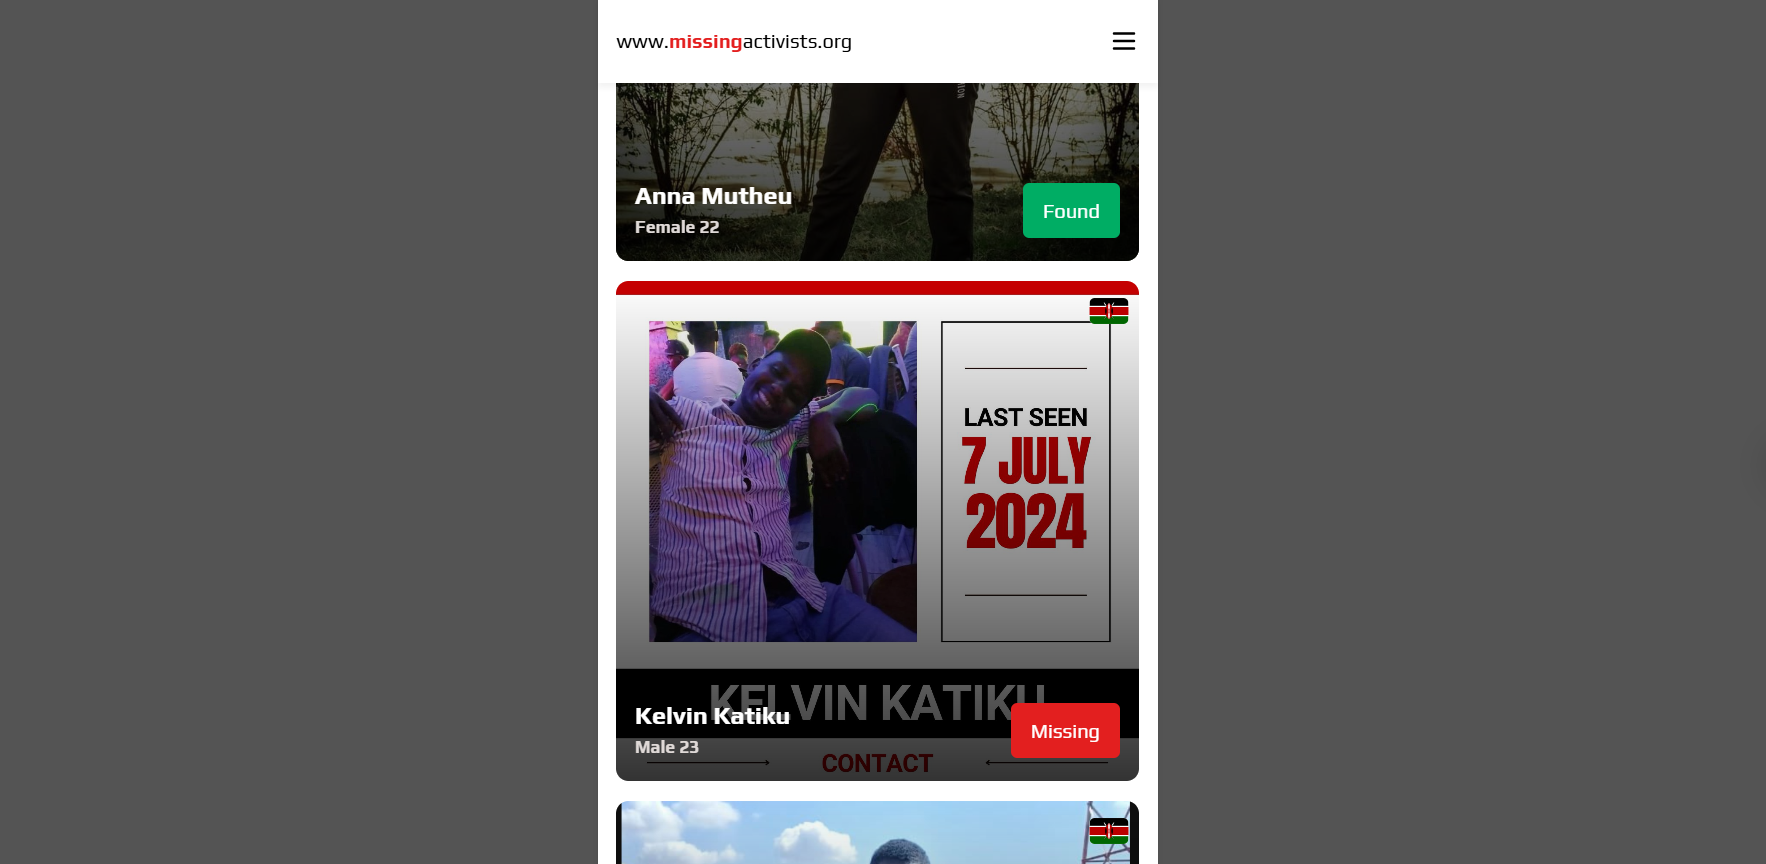 www.missingactivists.org
Anna Mutheu
Female 22
Found
LAST SEEN
7 JULY
2024
KELVIN KATIKU
Kelvin Katiku
Male 23
Missing
CONTACT